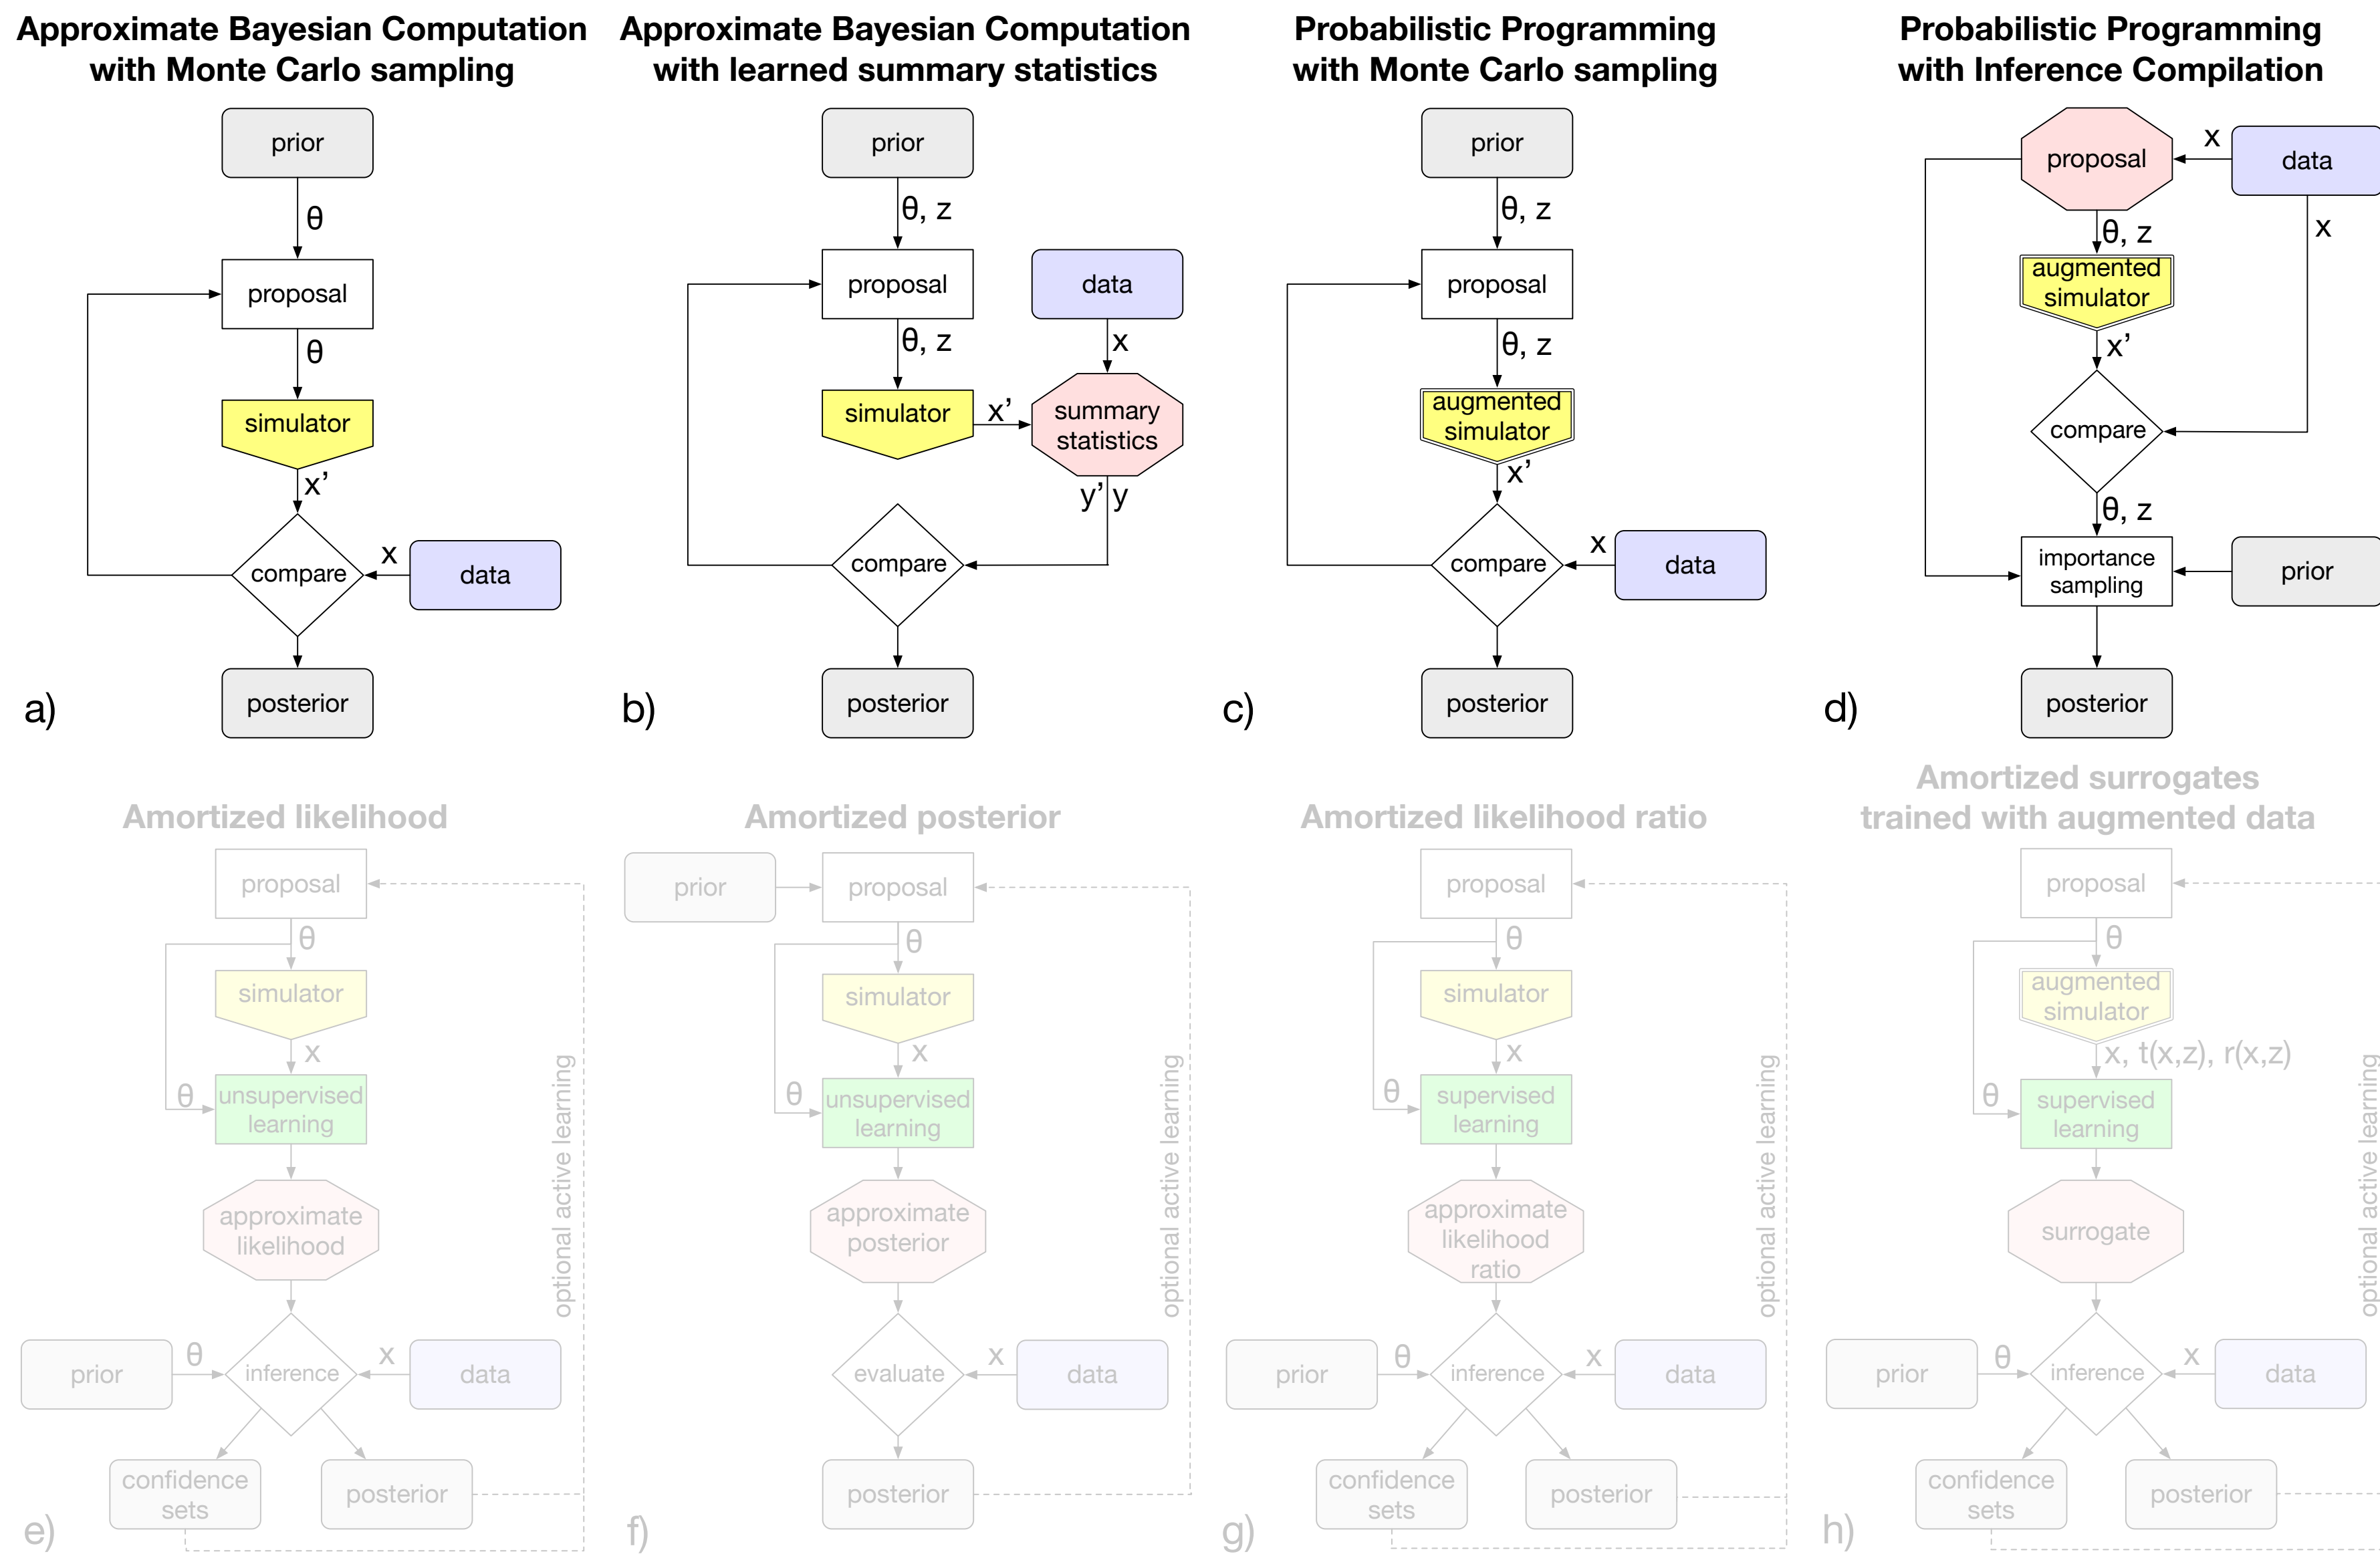 Approximate Bayesian Computation
with Monte Carlo sampling
prior
θ
proposal
θ
simulator
x’
compare
x
data
posterior
a)
Approximate Bayesian Computation
with learned summary statistics
prior
θ, z
proposal
data
θ, z
x
simulator
x’
summary
statistics
y’ y
compare
posterior
b)
Probabilistic Programming
with Monte Carlo sampling
prior
θ, z
proposal
θ, z
augmented
simulator
x’
compare
x
data
posterior
c)
Probabilistic Programming
with Inference Compilation
proposal
x
data
θ, z
x
augmented
simulator
x’
compare
θ, z
importance
sampling
prior
posterior
d)
Amortized likelihood
proposal
θ
simulator
x
θ
unsupervised
learning
optional active learning
approximate
likelihood
prior
θ
inference
x
data
confidence
sets
posterior
e)
Amortized posterior
prior
proposal
θ
simulator
x
θ
unsupervised
learning
optional active learning
approximate
posterior
evaluate
x
data
posterior
f)
Amortized likelihood ratio
proposal
θ
simulator
x
θ
supervised
learning
optional active learning
approximate
likelihood
ratio
prior
θ
inference
x
data
confidence
sets
posterior
g)
Amortized surrogates
trained with augmented data
proposal
θ
augmented
simulator
x, t(x,z), r(x,z)
θ
supervised
learning
optional active learning
surrogate
prior
θ
inference
x
data
confidence
sets
posterior
h)